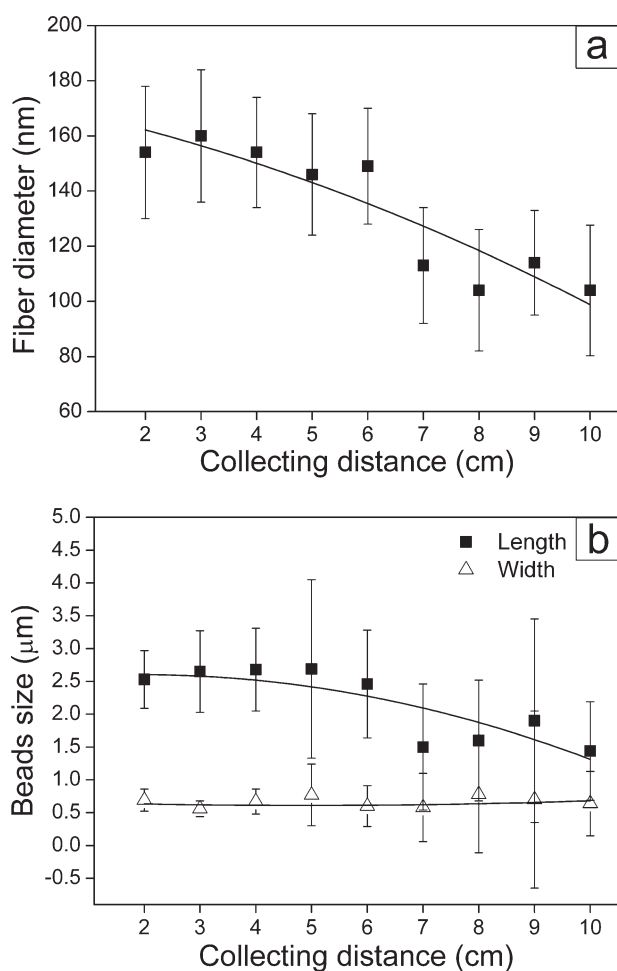 a
200
180
160
140
120
100
80
60
Fiber diameter (nm)
2 3 4 5 6 7 8 9 10
Collecting distance (cm)
b
Length
Width
5.0
4.5
4.0
3.5
3.0
2.5
2.0
1.5
1.0
0.5
0.0
-0.5
Beads size (μm)
2 3 4 5 6 7 8 9 10
Collecting distance (cm)